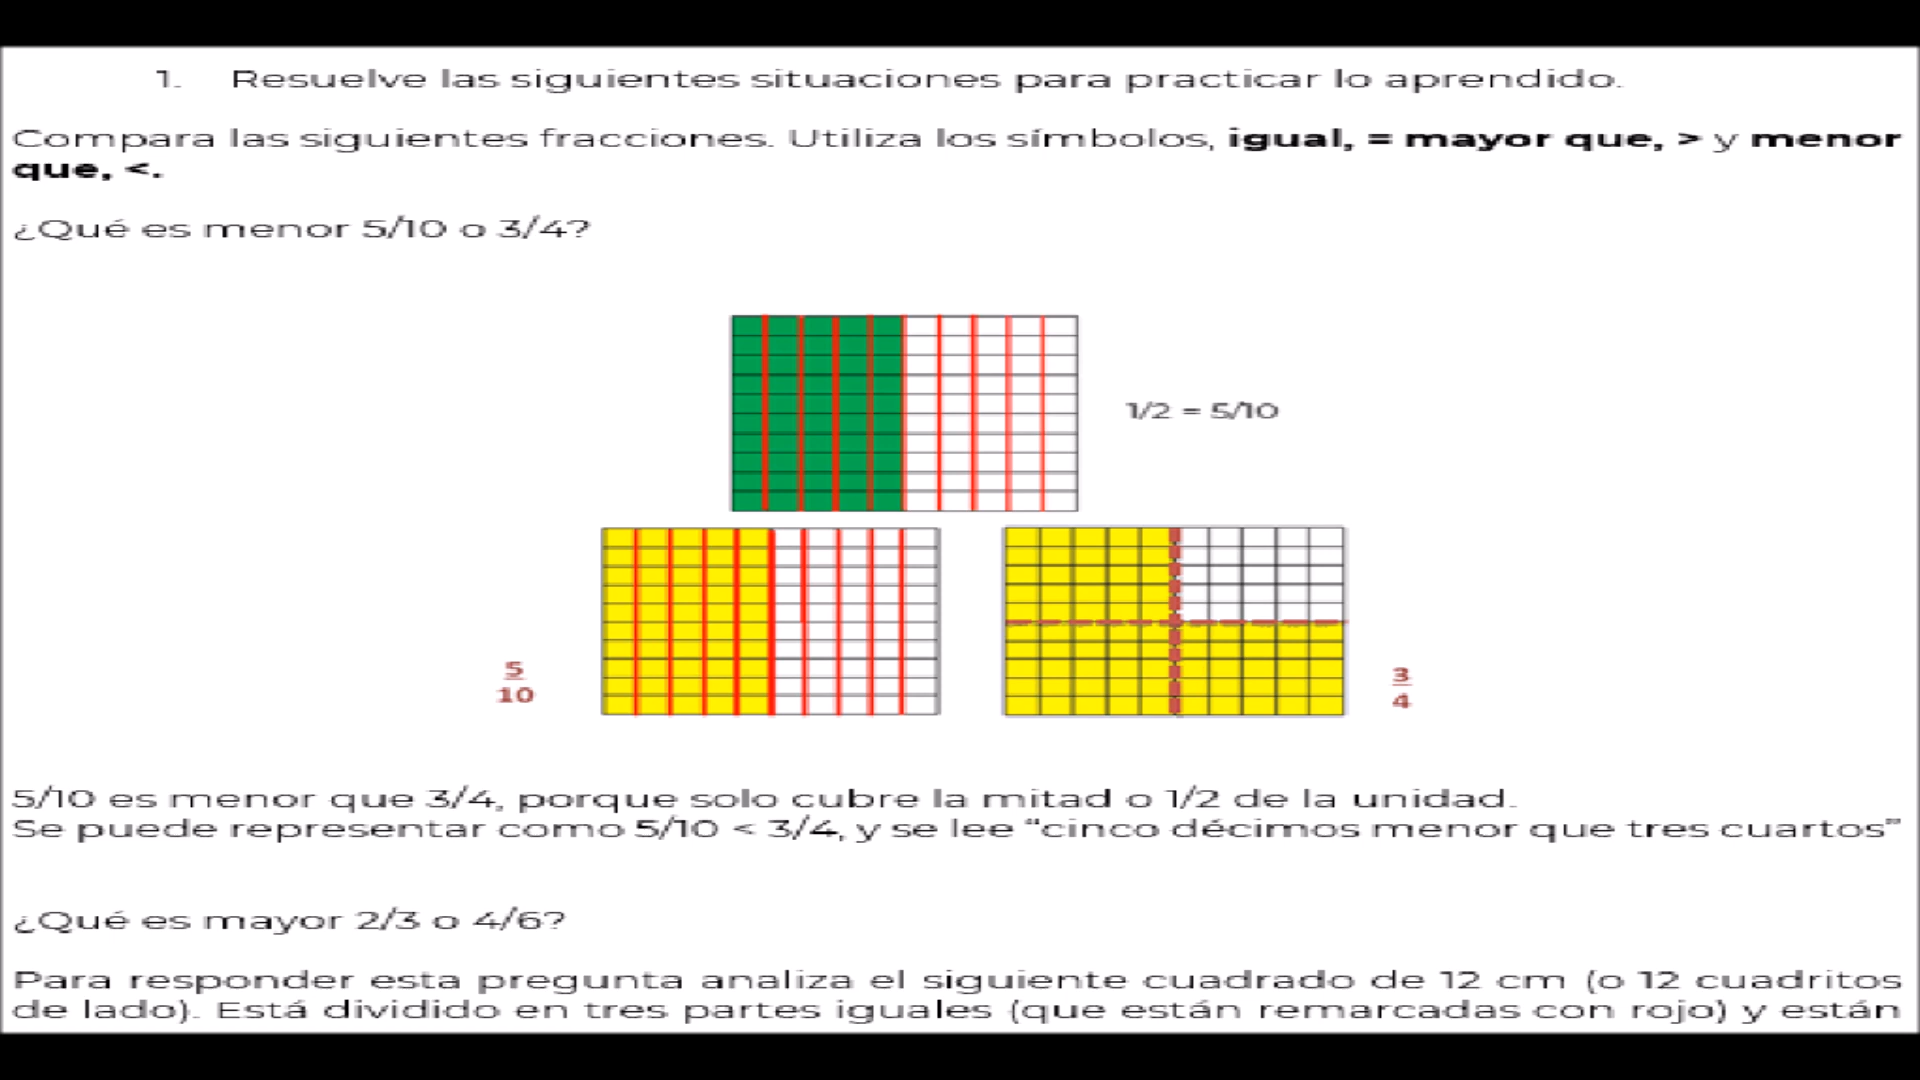 1. Resuelve las siguientes situaciones para practicar lo aprendido.
Compara las siguientes fracciones. Utiliza los símbolos, igual, = mayor que, > y menor
que, <.
¿Qué es menor 5/10 o 3/4?
1/2 = 5/10
5
10
3
4
5/10 es menor que 3/4, porque solo cubre la mitad o 1/2 de la unidad.
Se puede representar como 5/10 < 3/4, y se lee “cinco décimos menor que tres cuartos”
¿Qué es mayor 2/3 o 4/6?
Para responder esta pregunta analiza el siguiente cuadrado de 12 cm (o 12 cuadritos
de lado). Está dividido en tres partes iguales (que están remarcadas con rojo) y están